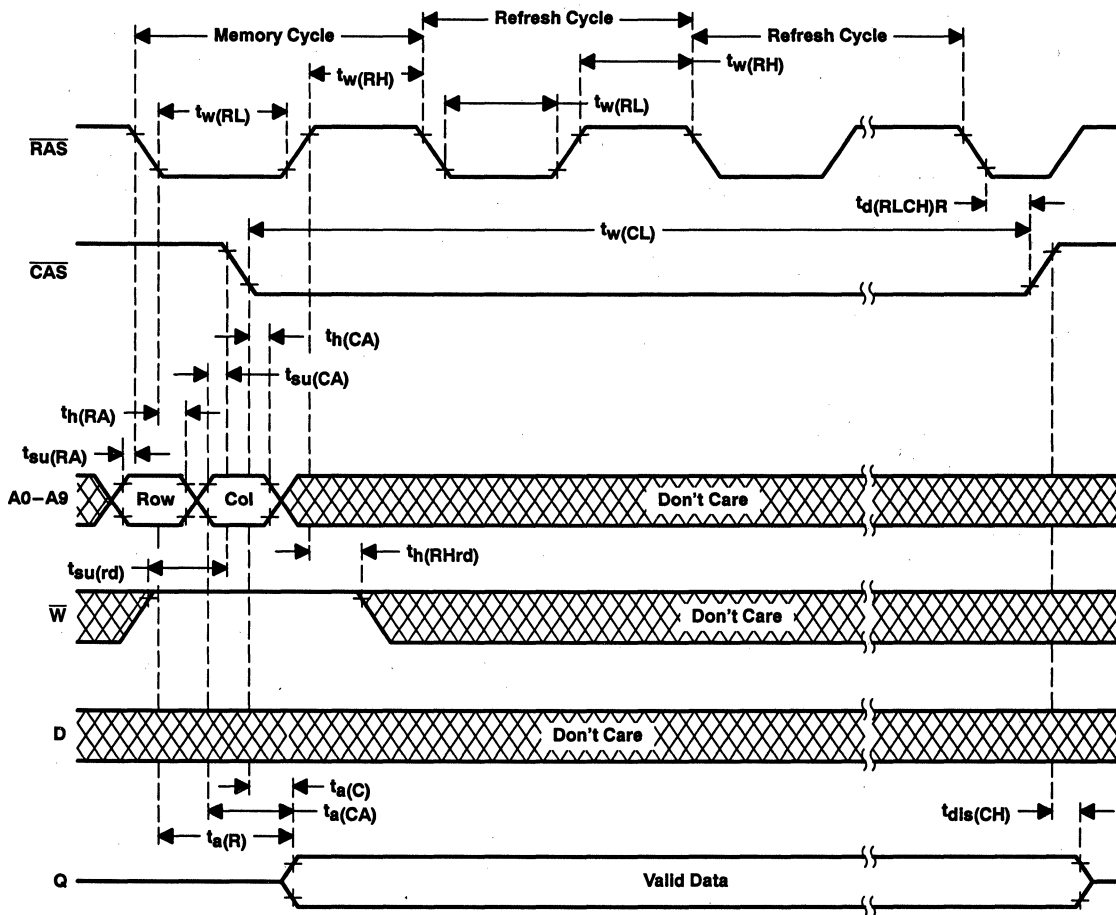 Refresh Cycle
Memory Cycle
Refresh Cycle
tw(RH)
tw(RH)
tw(RL)
tw(RL)
RAS
td(RLCH)R
tw(CL)
CAS
th(CA)
tsu(CA)
th(RA)
tsu(RA)
A0–A9
Row
Col
Don't Care
th(RHrd)
tsu(rd)
W
Don't Care
D
Don't Care
ta(C)
ta(CA)
tdis(CH)
ta(R)
Q
Valid Data